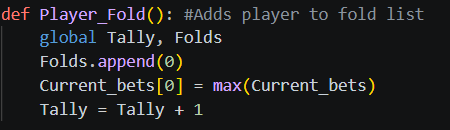 def Player_Fold(): #Adds player to fold list
    global Tally, Folds
    Folds.append(0)
    Current_bets[0] = max(Current_bets)
    Tally = Tally + 1